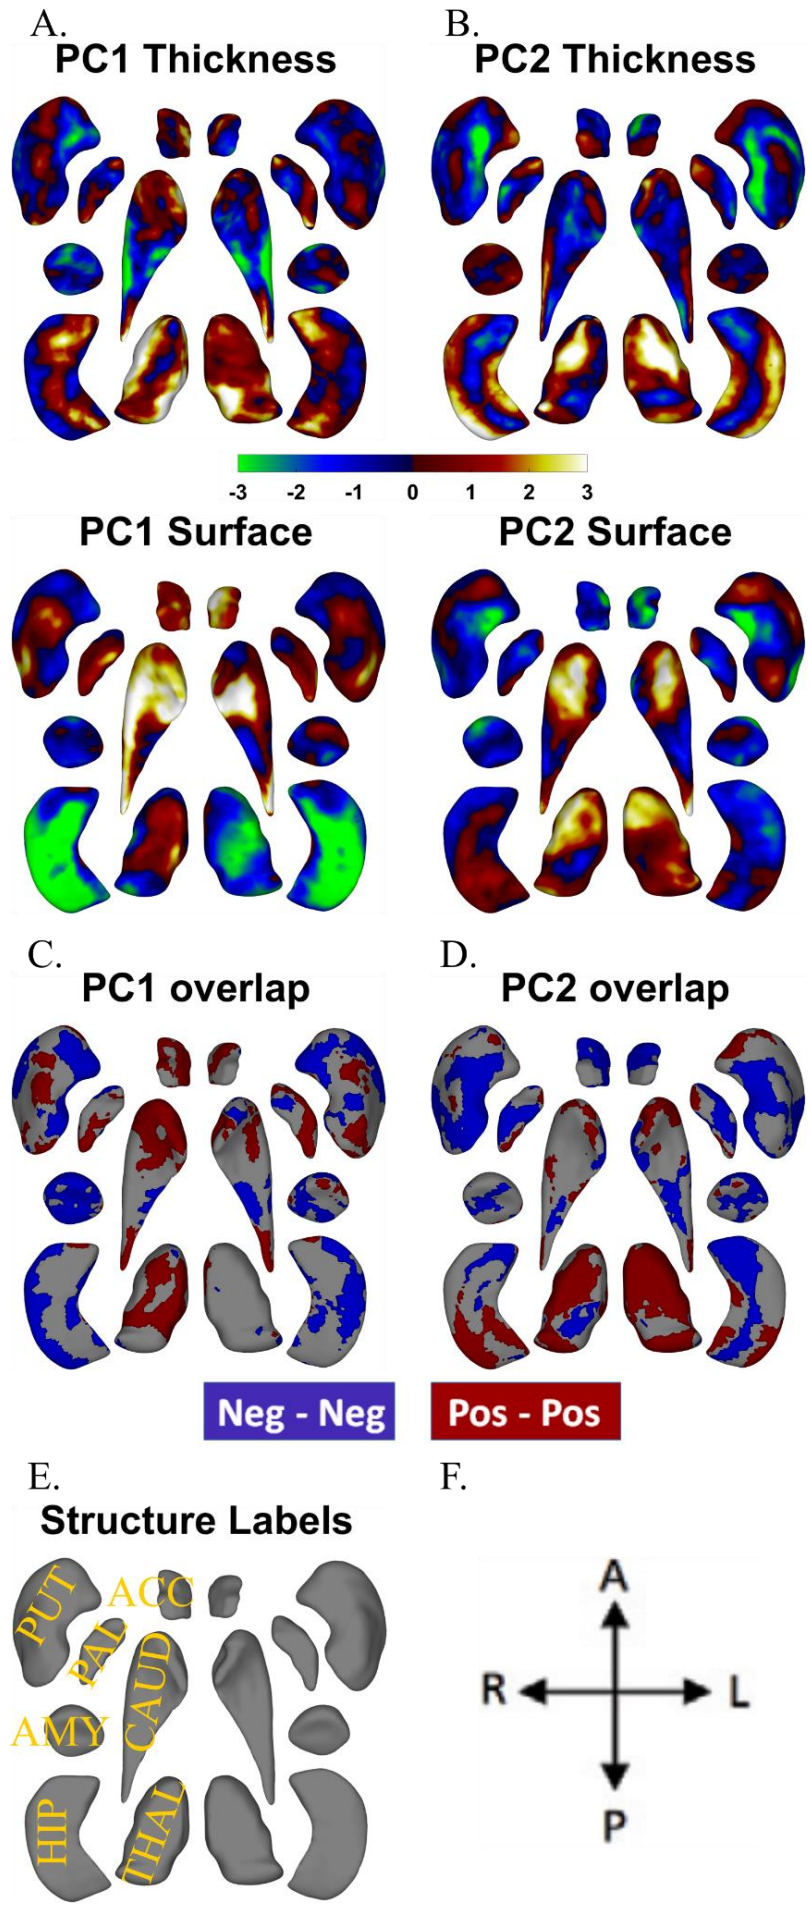 A.
B.
PC1 Thickness
PC2 Thickness
-3 -2 -1 0 1 2 3
PC1 Surface
PC2 Surface
C.
D.
PC1 overlap
PC2 overlap
Neg - Neg
Pos - Pos
E.
F.
Structure Labels
PUT
ACC
PAL
CAUD
AMY
HIP
THAL
A
R
L
P